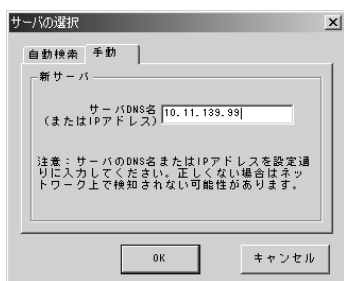 サーバの選択
自動検索 手動
新サーバ
サーバDNS名
(またはIPアドレス)
10.11.139.99
注意：サーバのDNS名またはIPアドレスを設定通
りに入力してください。正しくない場合はネッ
トワーク上で検知されない可能性があります。
OK キャンセル